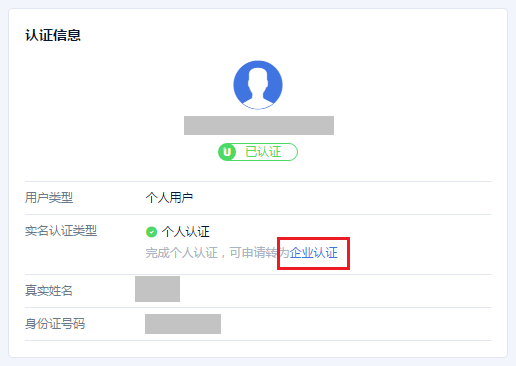 认证信息
已认证
用户类型 个人用户
实名认证类型 个人认证
完成个人认证，可申请转为企业认证
真实姓名
身份证号码